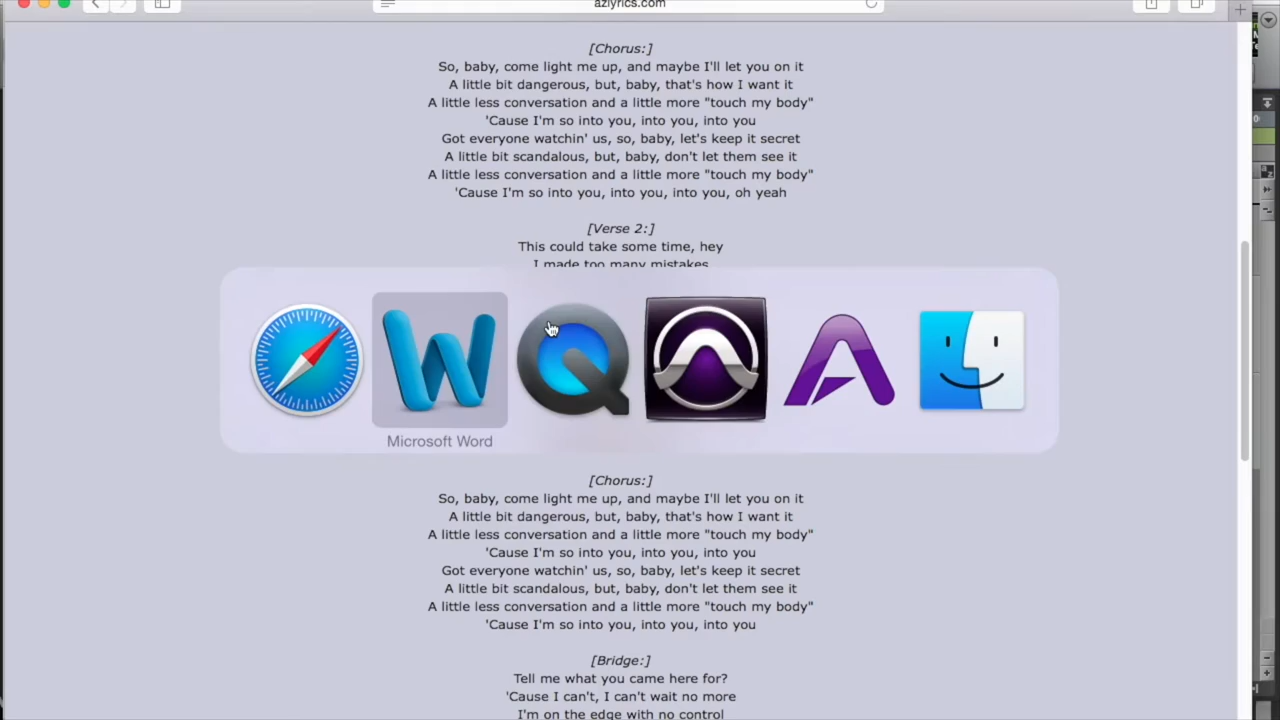 azlyrics.com
[Chorus:]
So, baby, come light me up, and maybe I'll let you on it
A little bit dangerous, but, baby, that's how I want it
A little less conversation and a little more "touch my body"
'Cause I'm so into you, into you, into you
Got everyone watchin' us, so, baby, let's keep it secret
A little bit scandalous, but, baby, don't let them see it
A little less conversation and a little more "touch my body"
'Cause I'm so into you, into you, into you, oh yeah
[Verse 2:]
This could take some time, hey
I made too many mistakes
Microsoft Word
[Chorus:]
So, baby, come light me up, and maybe I'll let you on it
A little bit dangerous, but, baby, that's how I want it
A little less conversation and a little more "touch my body"
'Cause I'm so into you, into you, into you
Got everyone watchin' us, so, baby, let's keep it secret
A little bit scandalous, but, baby, don't let them see it
A little less conversation and a little more "touch my body"
'Cause I'm so into you, into you, into you
[Bridge:]
Tell me what you came here for?
'Cause I can't, I can't wait no more
I'm on the edge with no control